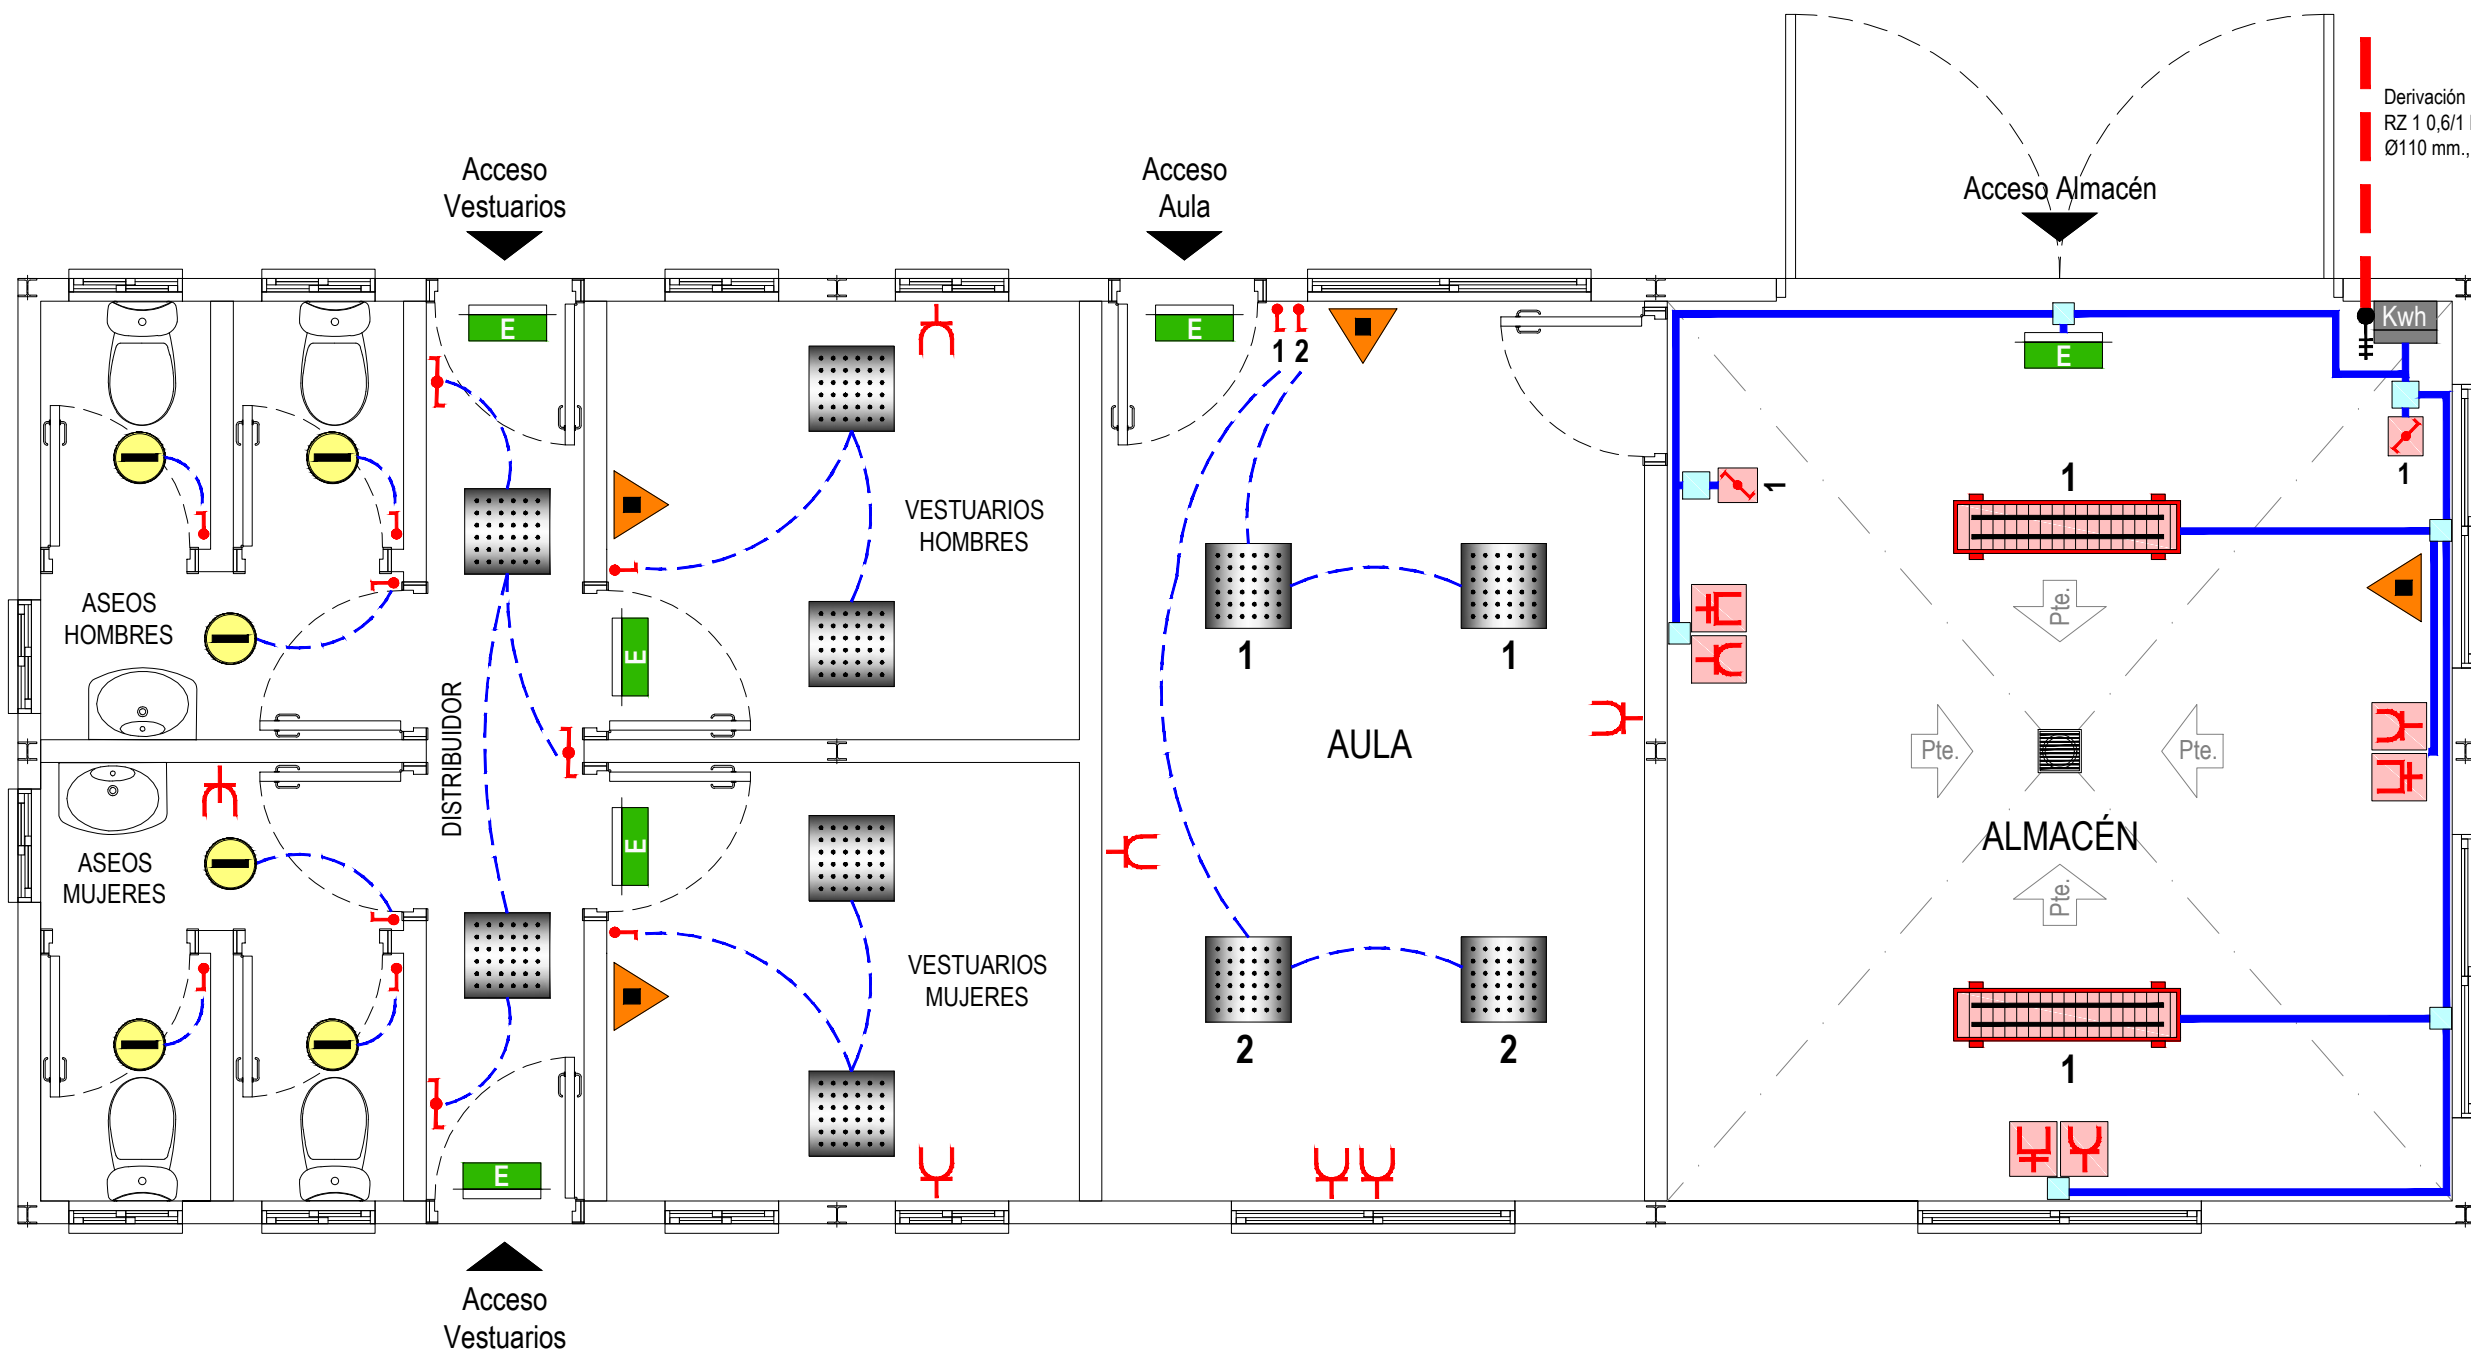 Derivación
RZ 1 0,6/1
Ø110 mm.,
Acceso
Vestuarios
Acceso
Aula
Acceso Almacén
E
E
E
Kwh
1 2
1
1
1
VESTUARIOS
HOMBRES
ASEOS
HOMBRES
E
1
1
Pte.
DISTRIBUIDOR
AULA
Pte.
Pte.
E
ASEOS
MUJERES
ALMACÉN
Pte.
VESTUARIOS
MUJERES
2
2
1
E
Acceso
Vestuarios